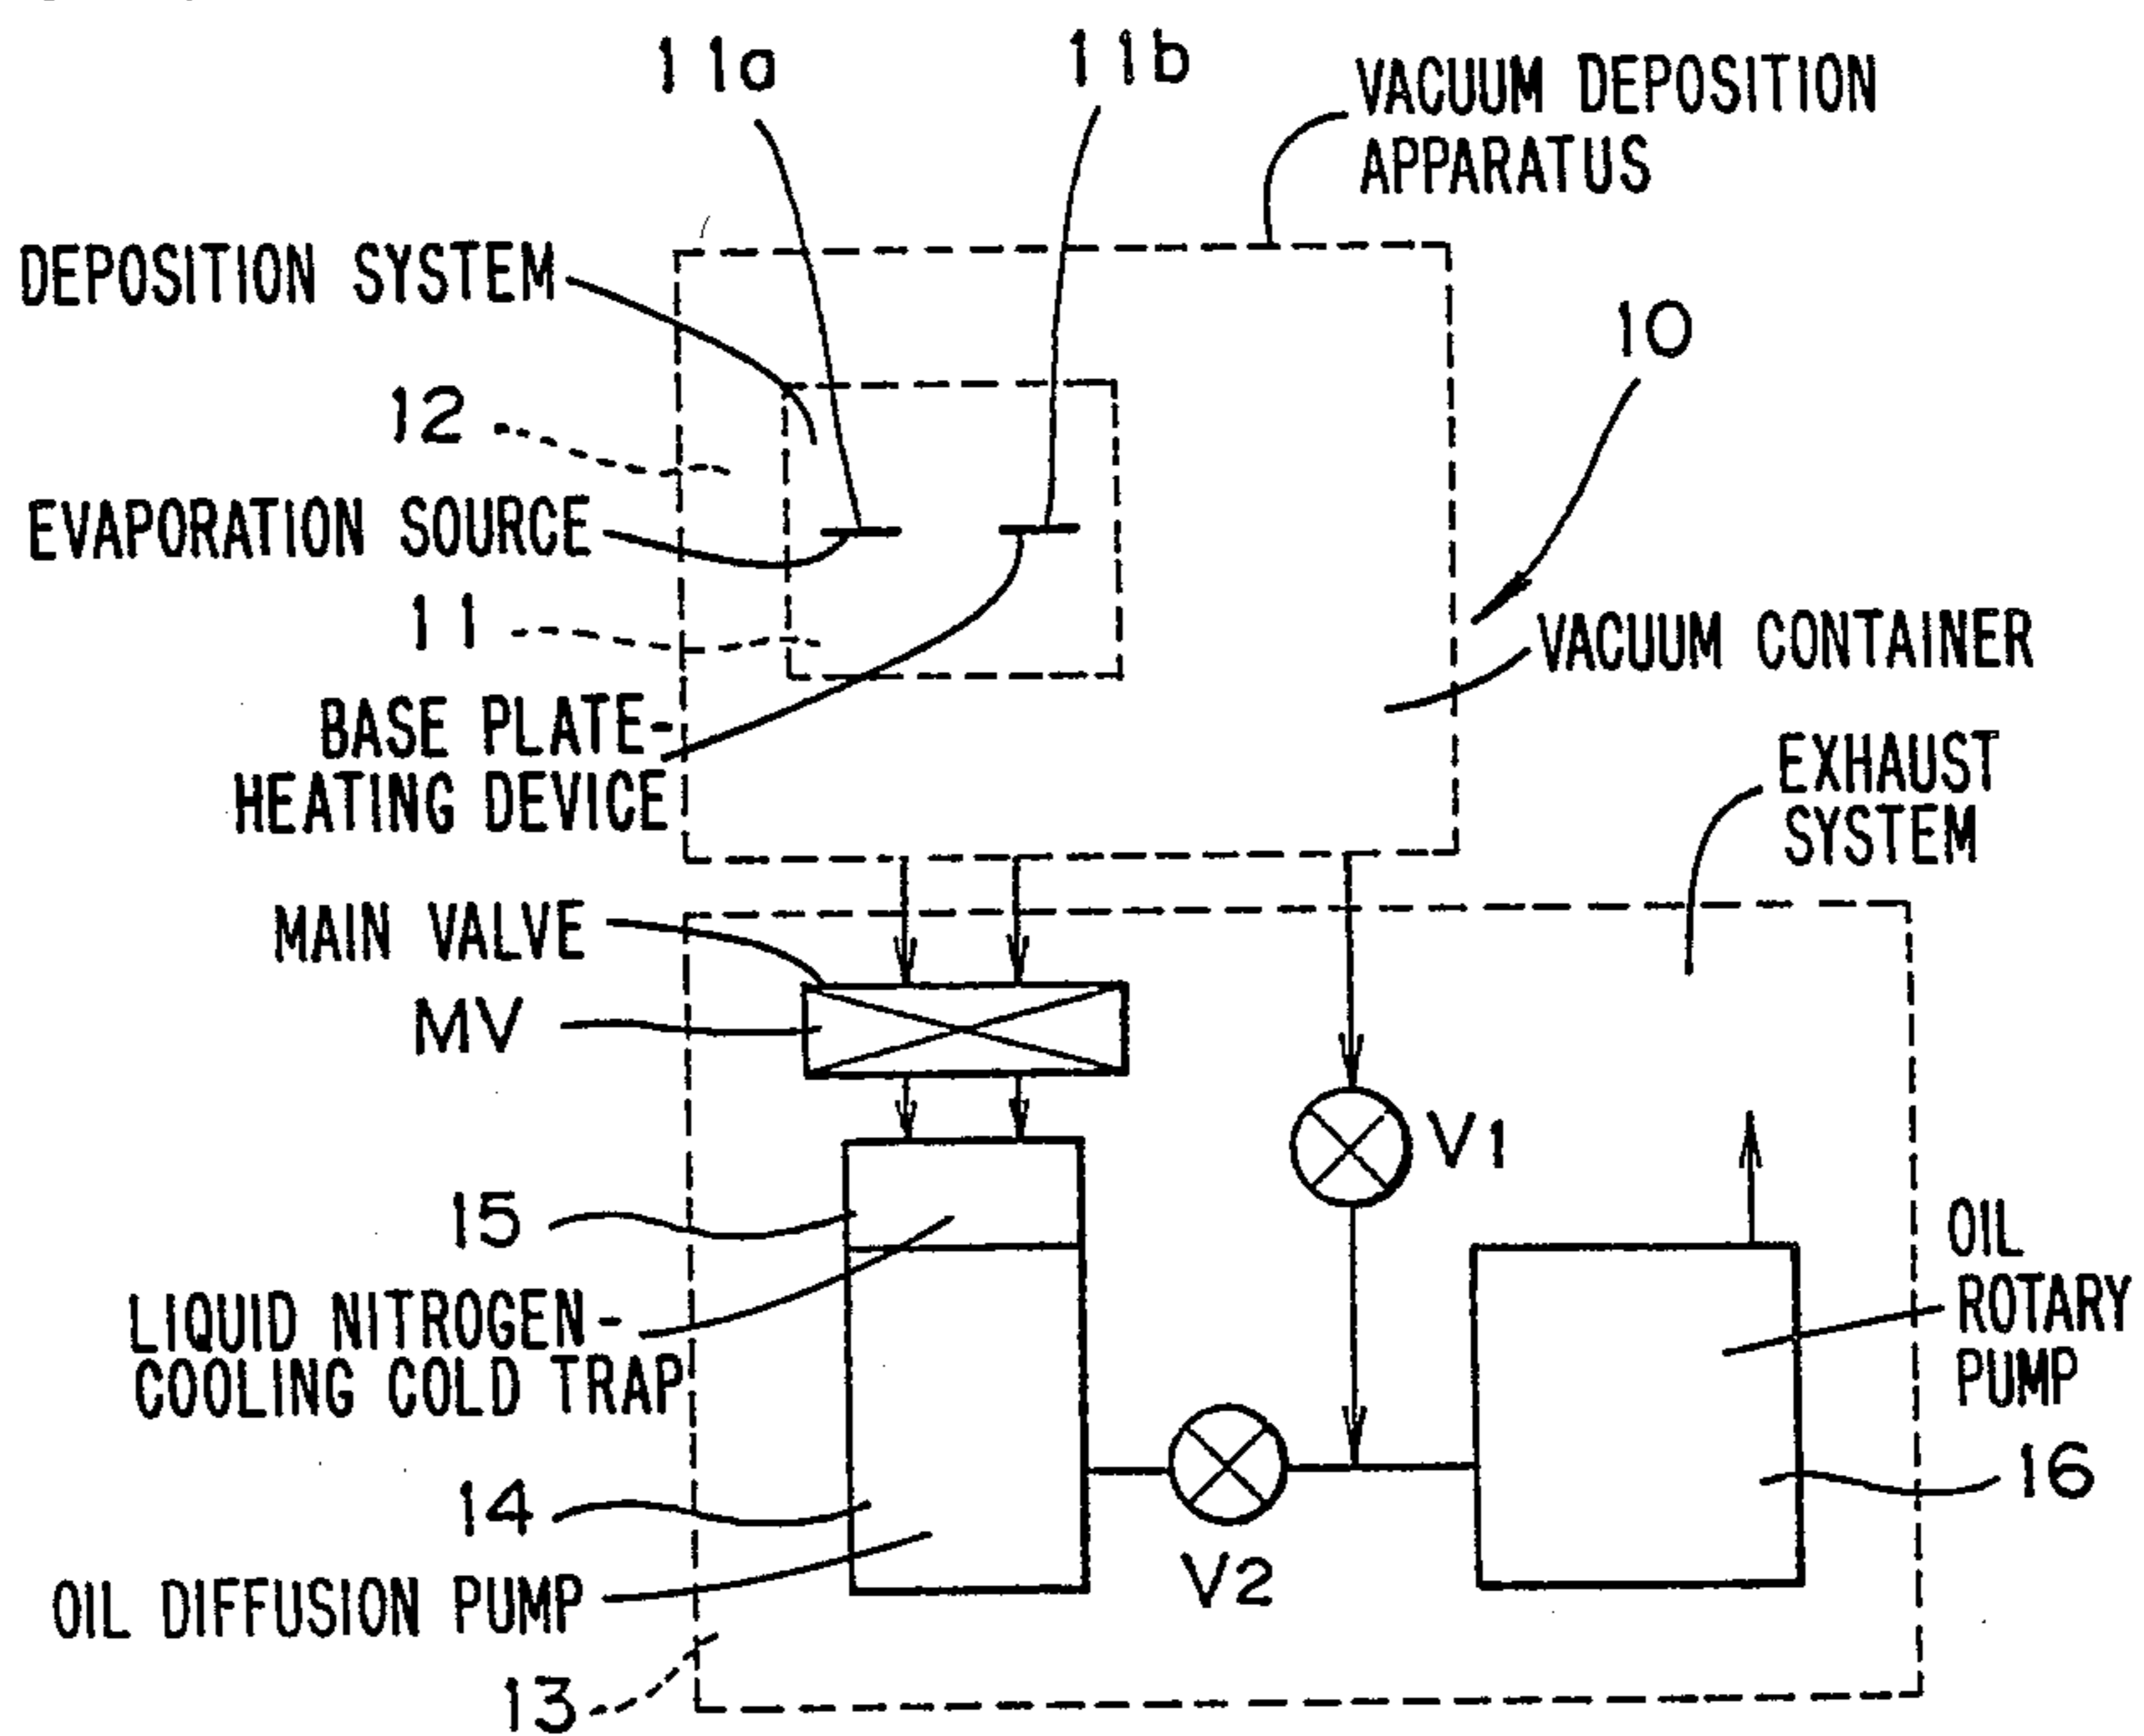 11a
11b
VACUUM DEPOSITION
APPARATUS
DEPOSITION SYSTEM
10
12
EVAPORATION SOURCE
11
VACUUM CONTAINER
BASE PLATE-
HEATING DEVICE
EXHAUST
SYSTEM
MAIN VALVE
MV
V1
15
OIL
ROTARY
PUMP
LIQUID NITROGEN-
COOLING COLD TRAP
16
14
V2
OIL DIFFUSION PUMP
13